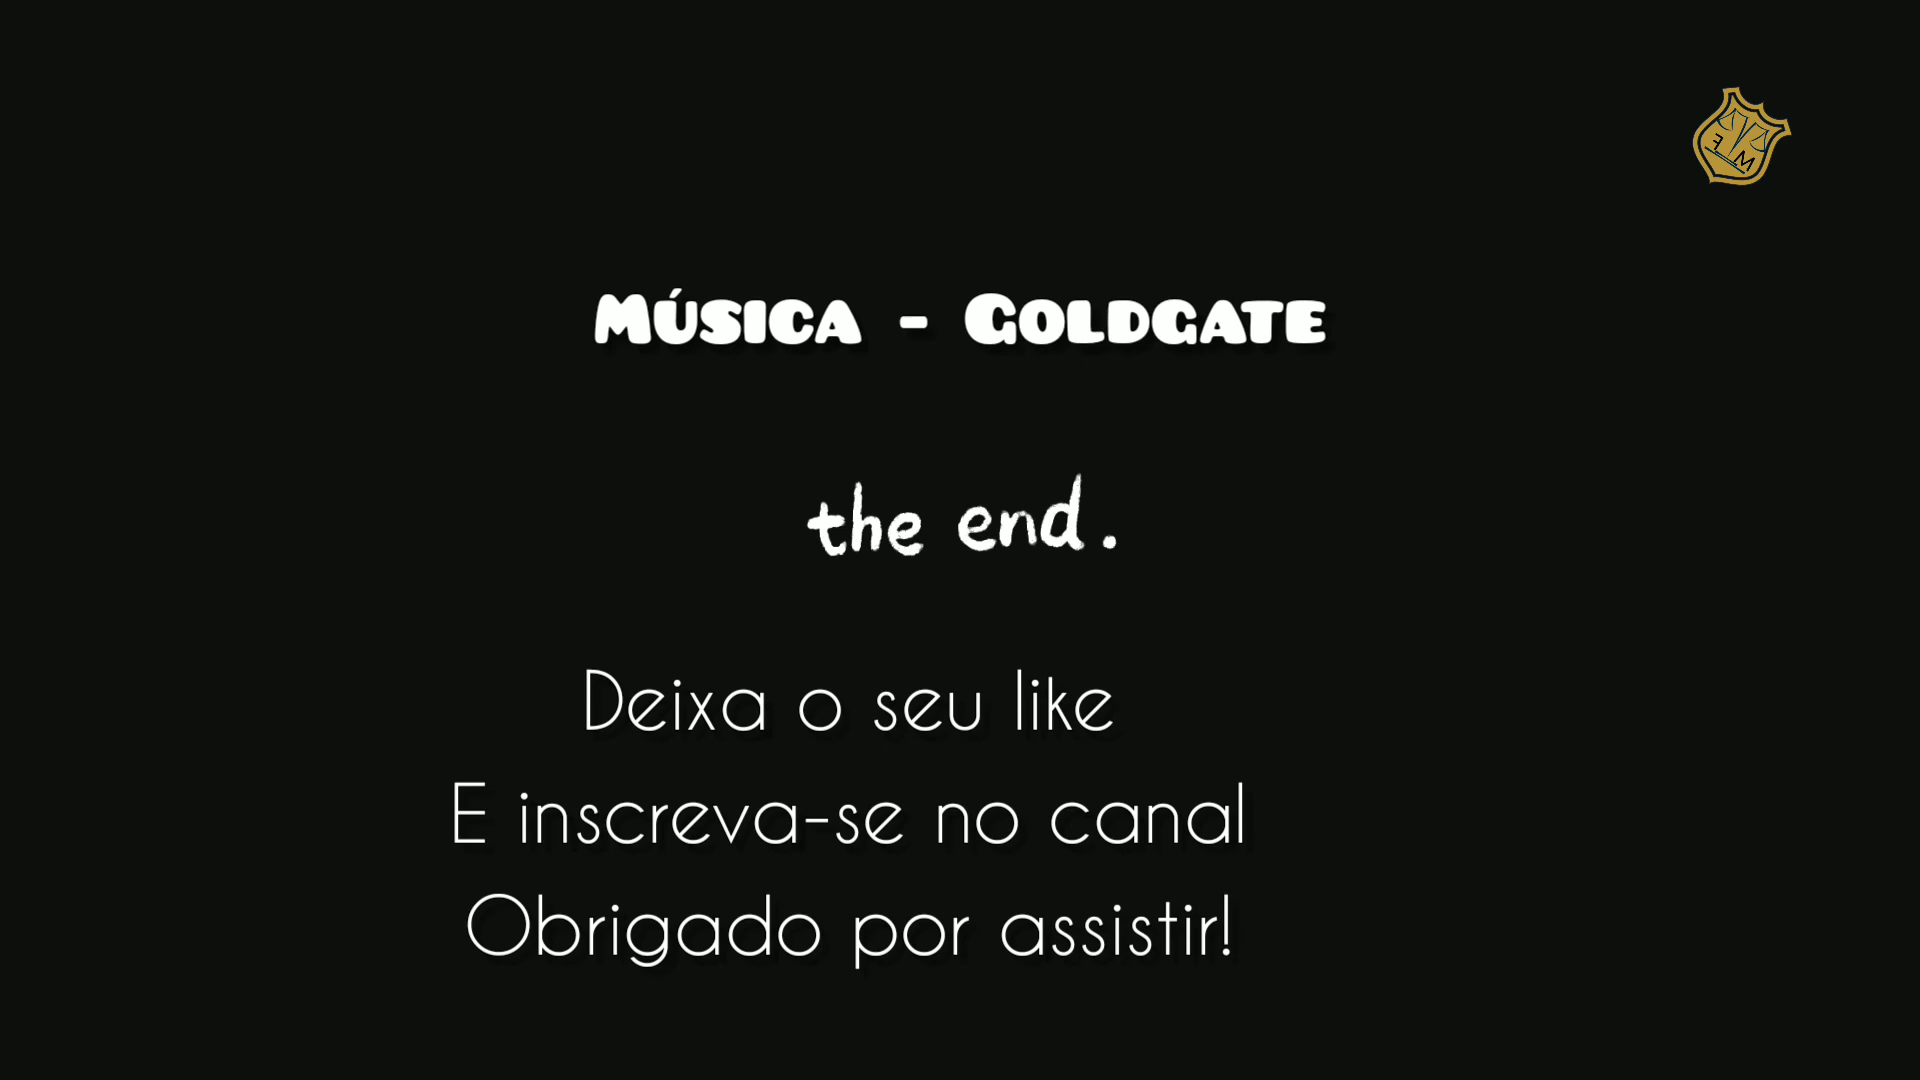 Música - Goldgate
the end.
Deixa o seu like
E inscreva-se no canal
Obrigado por assistir!
F M